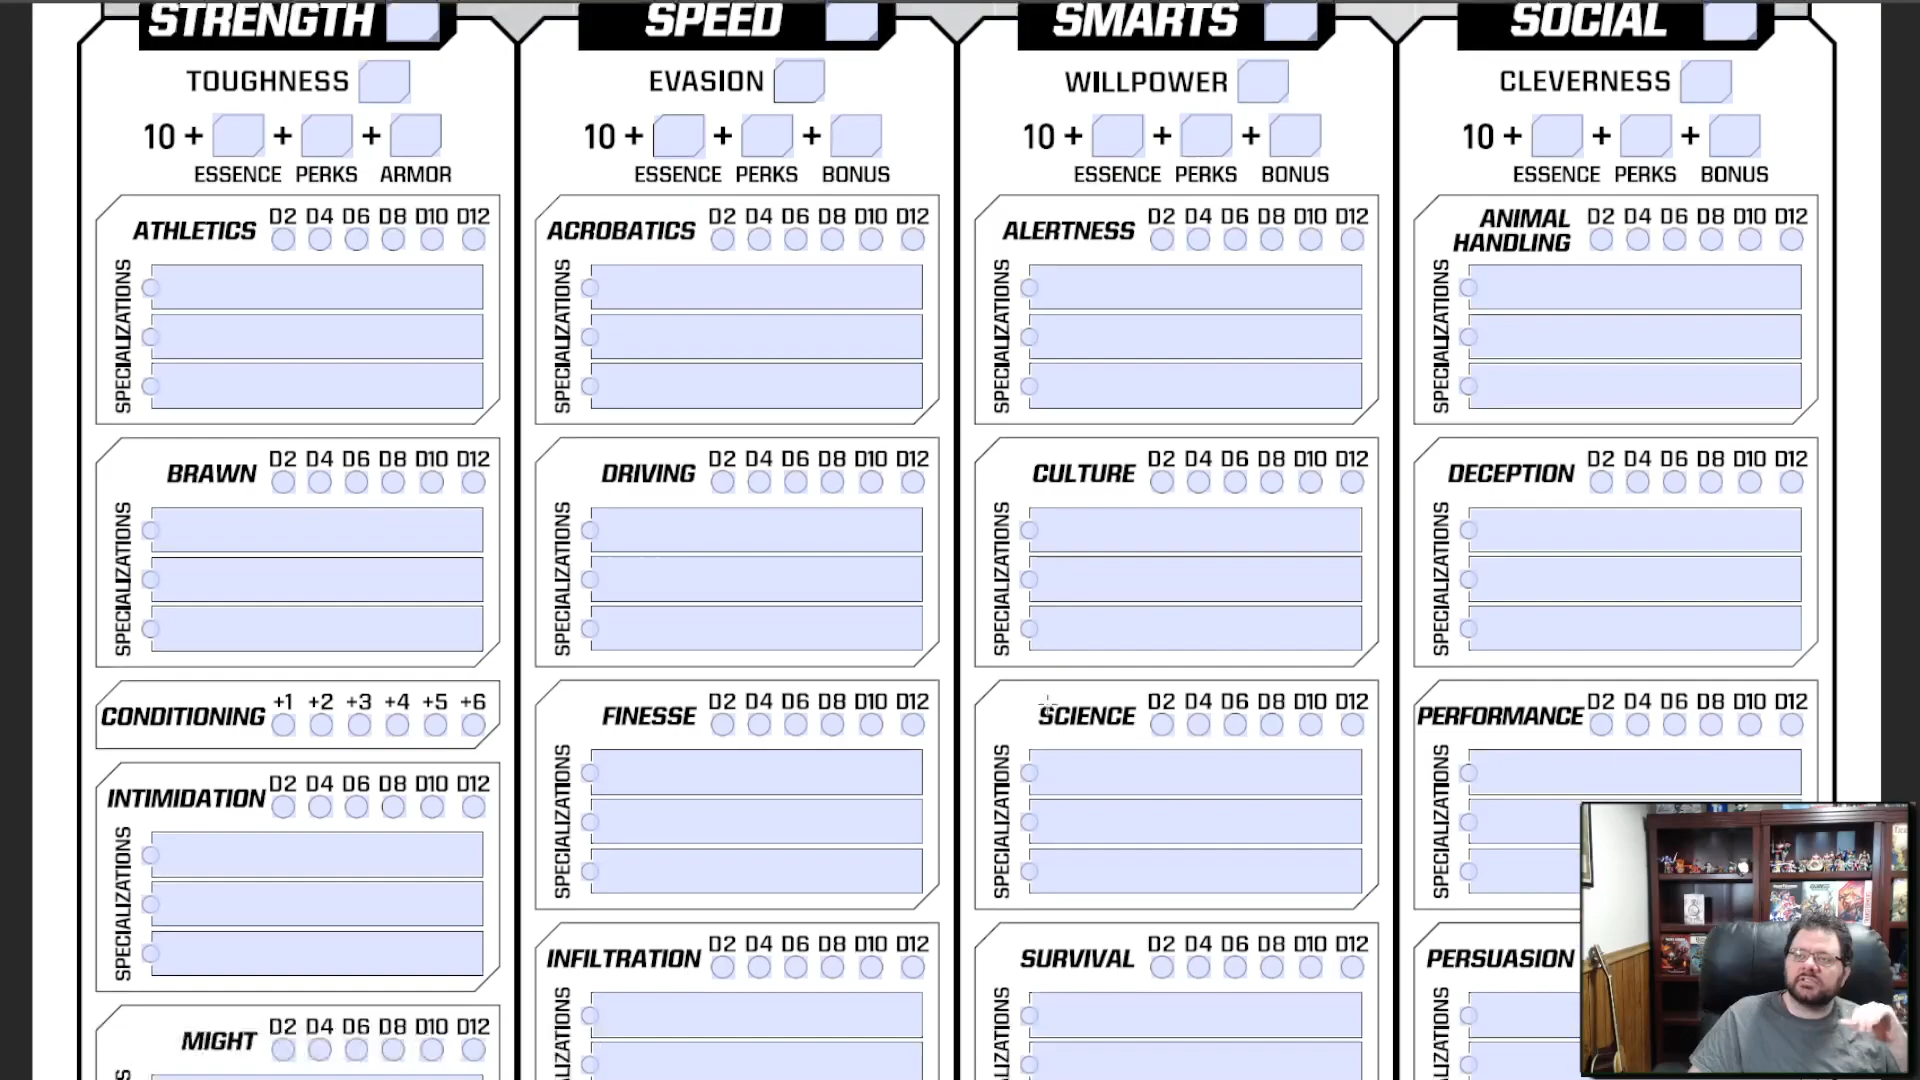 STRENGTH
TOUGHNESS
10 + + +
ESSENCE PERKS ARMOR
ATHLETICS D2 D4 D6 D8 D10 D12
SPECIALIZATIONS
BRAWN D2 D4 D6 D8 D10 D12
SPECIALIZATIONS
CONDITIONING +1 +2 +3 +4 +5 +6
INTIMIDATION D2 D4 D6 D8 D10 D12
SPECIALIZATIONS
MIGHT D2 D4 D6 D8 D10 D12
SPEED
EVASION
10 + + +
ESSENCE PERKS BONUS
ACROBATICS D2 D4 D6 D8 D10 D12
SPECIALIZATIONS
DRIVING D2 D4 D6 D8 D10 D12
SPECIALIZATIONS
FINESSE D2 D4 D6 D8 D10 D12
SPECIALIZATIONS
INFILTRATION D2 D4 D6 D8 D10 D12
SMARTS
WILLPOWER
10 + + +
ESSENCE PERKS BONUS
ALERTNESS D2 D4 D6 D8 D10 D12
SPECIALIZATIONS
CULTURE D2 D4 D6 D8 D10 D12
SPECIALIZATIONS
SCIENCE D2 D4 D6 D8 D10 D12
SPECIALIZATIONS
SURVIVAL D2 D4 D6 D8 D10 D12
SOCIAL
CLEVERNESS
10 + + +
ESSENCE PERKS BONUS
ANIMAL
HANDLING D2 D4 D6 D8 D10 D12
SPECIALIZATIONS
DECEPTION D2 D4 D6 D8 D10 D12
SPECIALIZATIONS
PERFORMANCE D2 D4 D6 D8 D10 D12
SPECIALIZATIONS
PERSUASION